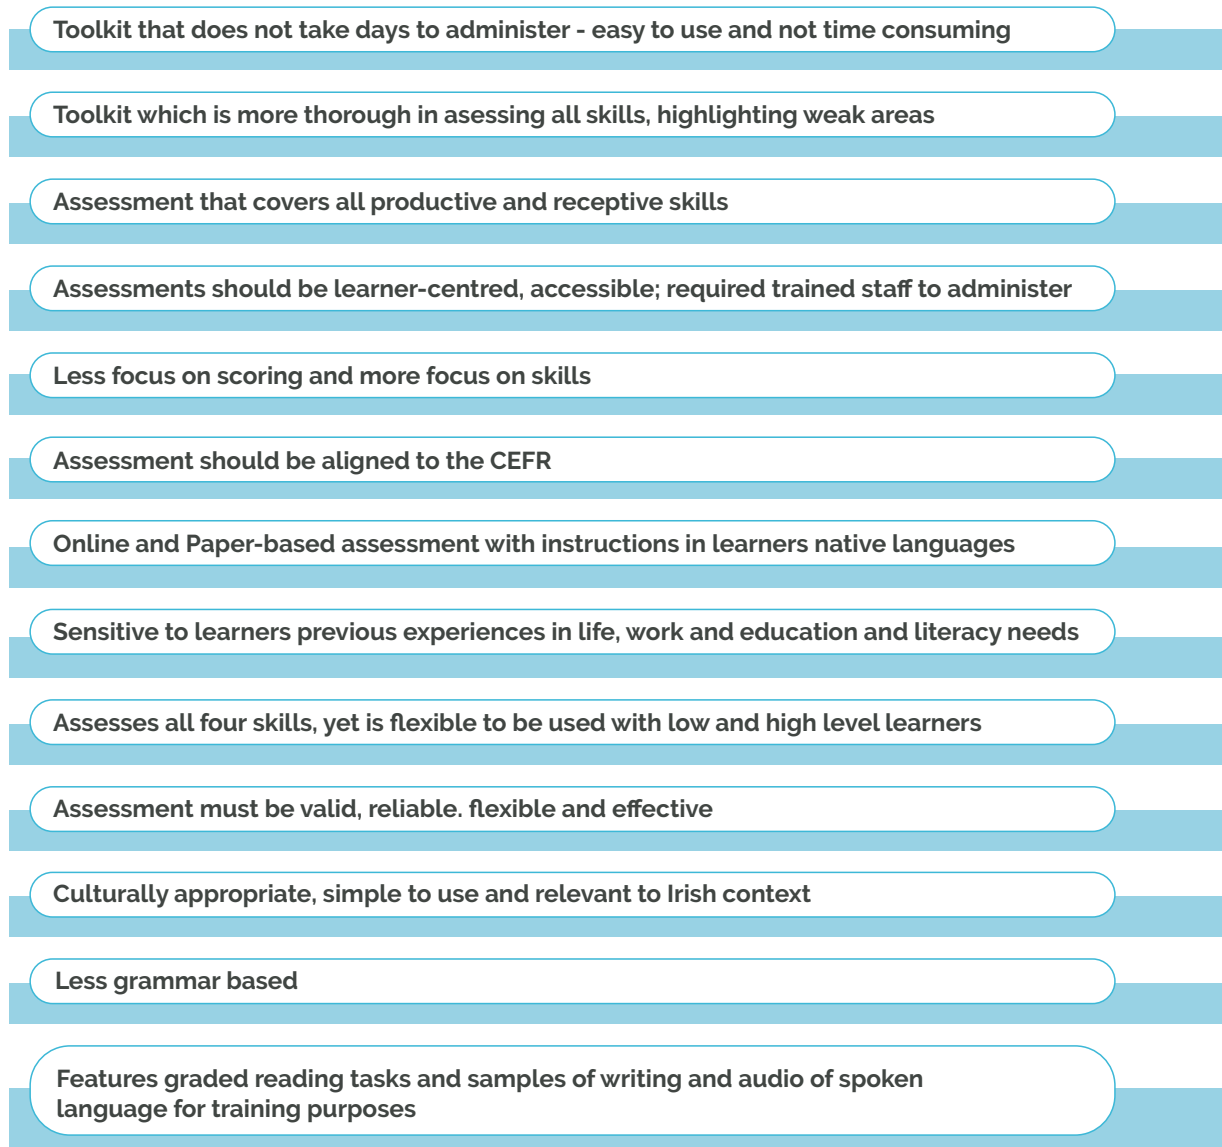 Toolkit that does not take days to administer - easy to use and not time consuming
Toolkit which is more thorough in asessing all skills, highlighting weak areas
Assessment that covers all productive and receptive skills
Assessments should be learner-centred, accessible; required trained staff to administer
Less focus on scoring and more focus on skills
Assessment should be aligned to the CEFR
Online and Paper-based assessment with instructions in learners native languages
Sensitive to learners previous experiences in life, work and education and literacy needs
Assesses all four skills, yet is flexible to be used with low and high level learners
Assessment must be valid, reliable. flexible and effective
Culturally appropriate, simple to use and relevant to Irish context
Less grammar based
Features graded reading tasks and samples of writing and audio of spoken
language for training purposes